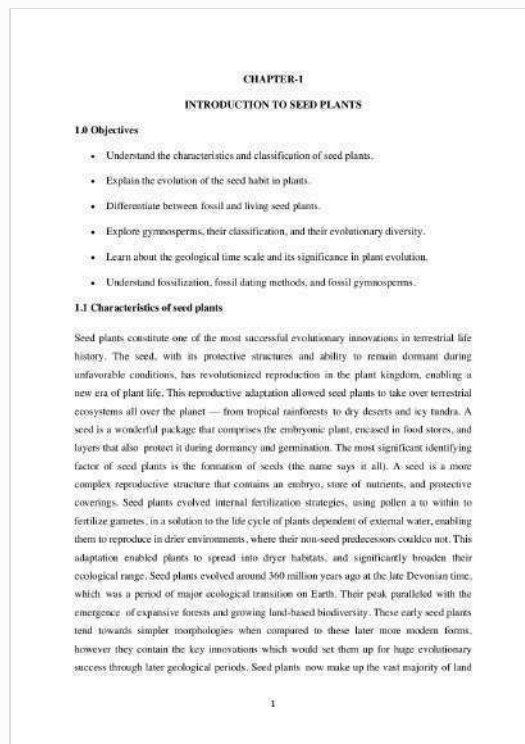 CHAPTER-1
INTRODUCTION TO SEED PLANTS
1.0 Objectives
• Understand the characteristics and classification of seed plants.
• Explain the evolution of the seed habit in plants.
• Differentiate between fossil and living seed plants.
• Explore gymnosperms, their classification, and their evolutionary diversity.
• Learn about the geological time scale and its significance in plant evolution.
• Understand fossilization, fossil dating methods, and fossil gymnosperms.
1.1 Characteristics of seed plants
Seed plants constitute one of the most successful evolutionary innovations in terrestrial life
history. The seed, with its protective structures and ability to remain dormant during
unfavorable conditions, has revolutionized reproduction in the plant kingdom, enabling a
new era of plant life. This reproductive adaptation allowed seed plants to take over terrestrial
ecosystems all over the planet — from tropical rainforests to dry deserts and icy tundra. A
seed is a wonderful package that comprises the embryonic plant, encased in food stores, and
layers that also protect it during dormancy and germination. The most significant identifying
factor of seed plants is the formation of seeds (the name says it all). A seed is a more
complex reproductive structure that contains an embryo, store of nutrients, and protective
coverings. Seed plants evolved internal fertilization strategies, using pollen a to within to
fertilize gametes, in a solution to the life cycle of plants dependent of external water, enabling
them to reproduce in drier environments, where their non-seed predecessors couldco not. This
adaptation enabled plants to spread into dryer habitats, and significantly broaden their
ecological range. Seed plants evolved around 360 million years ago at the late Devonian time,
which was a period of major ecological transition on Earth. Their peak paralleled with the
emergence of expansive forests and growing land-based biodiversity. These early seed plants
tend towards simpler morphologies when compared to these later more modern forms,
however they contain the key innovations which would set them up for huge evolutionary
success through later geological periods. Seed plants now make up the vast majority of land
1